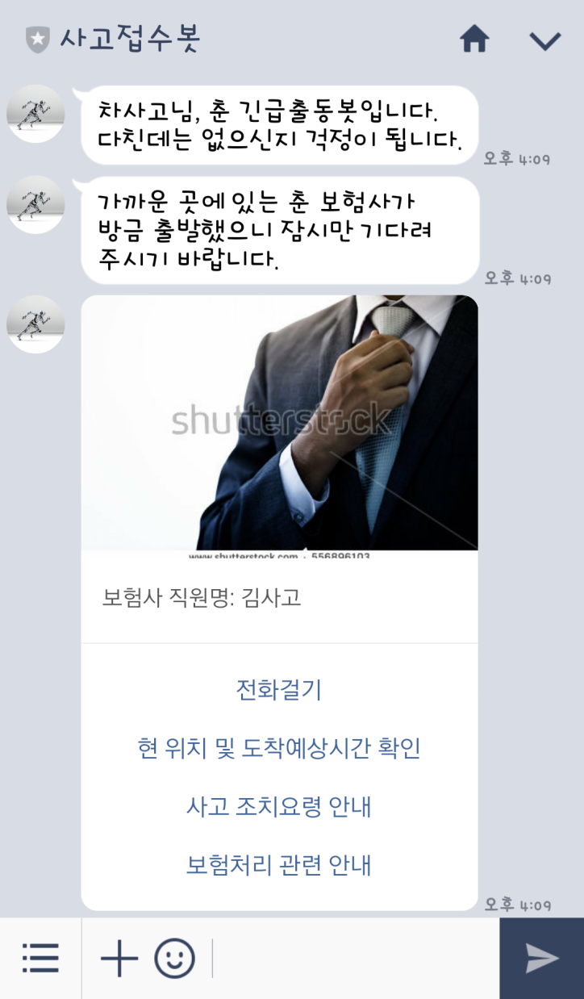 사고접수봇
차사고님, 춘 긴급출동봇입니다.
다친데는 없으신지 걱정이 됩니다.
오후 4:09
가까운 곳에 있는 춘 보험사가
방금 출발했으니 잠시만 기다려
주시기 바랍니다.
오후 4:09
shutterstock
www.shutterstock.com · 556896103
보험사 직원명: 김사고
전화걸기
현 위치 및 도착예상시간 확인
사고 조치요령 안내
보험처리 관련 안내
오후 4:09